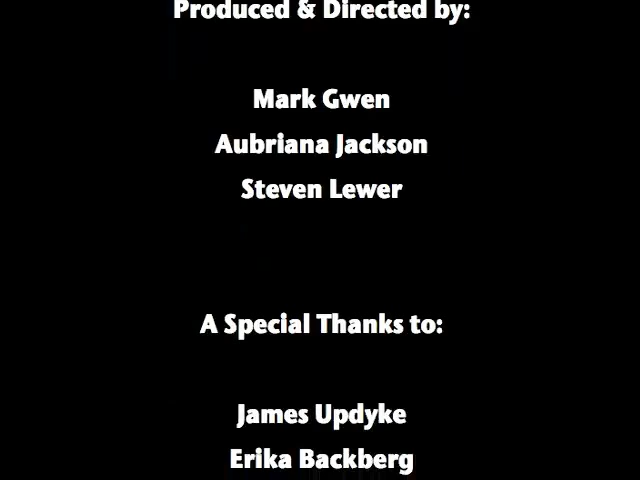 Produced & Directed by:
Mark Gwen
Aubriana Jackson
Steven Lewer
A Special Thanks to:
James Updyke
Erika Backberg